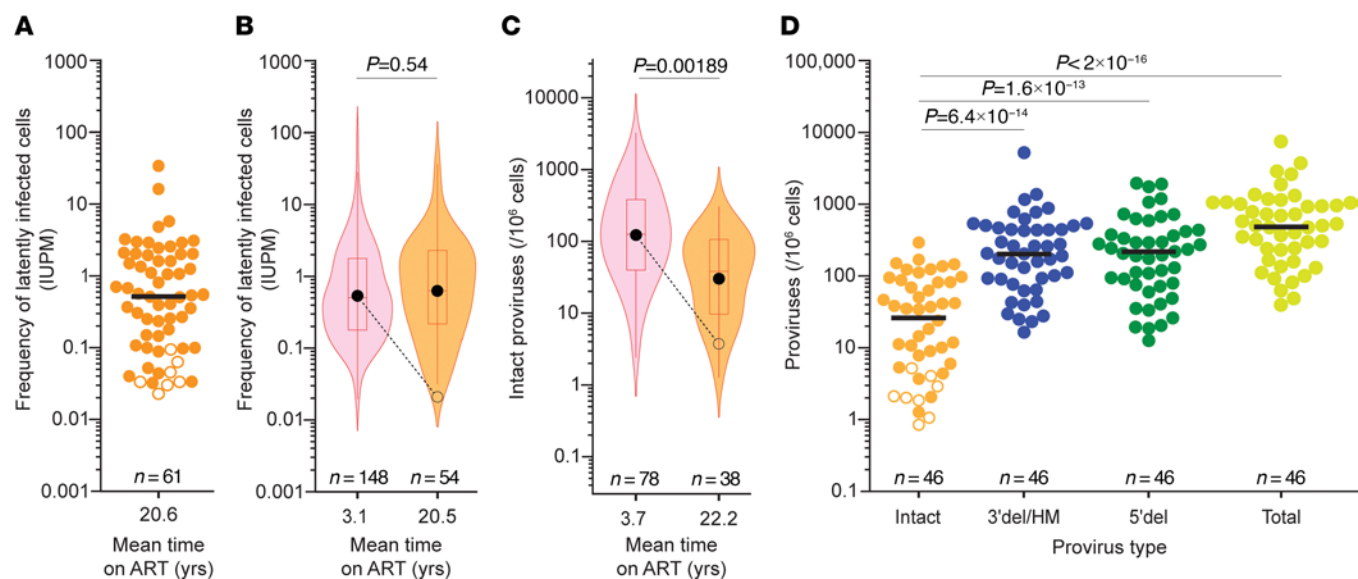 A
Frequency of latently infected cells
(IUPM)
1000
100
10
1
0.1
0.01
0.001
n=61
20.6
Mean time
on ART (yrs)
B
Frequency of latently infected cells
(IUPM)
1000
100
10
1
0.1
0.01
0.001
P=0.54
n=148
n=54
3.1
20.5
Mean time
on ART (yrs)
C
Intact proviruses (/10⁶ cells)
10000
1000
100
10
1
0.1
P=0.00189
n=78
n=38
3.7
22.2
Mean time
on ART (yrs)
D
Proviruses (/10⁶ cells)
100,000
10000
1000
100
10
1
0.1
P<2×10⁻¹⁶
P=1.6×10⁻¹³
P=6.4×10⁻¹⁴
n=46
n=46
n=46
n=46
Intact
3'del/HM
5'del
Total
Provirus type